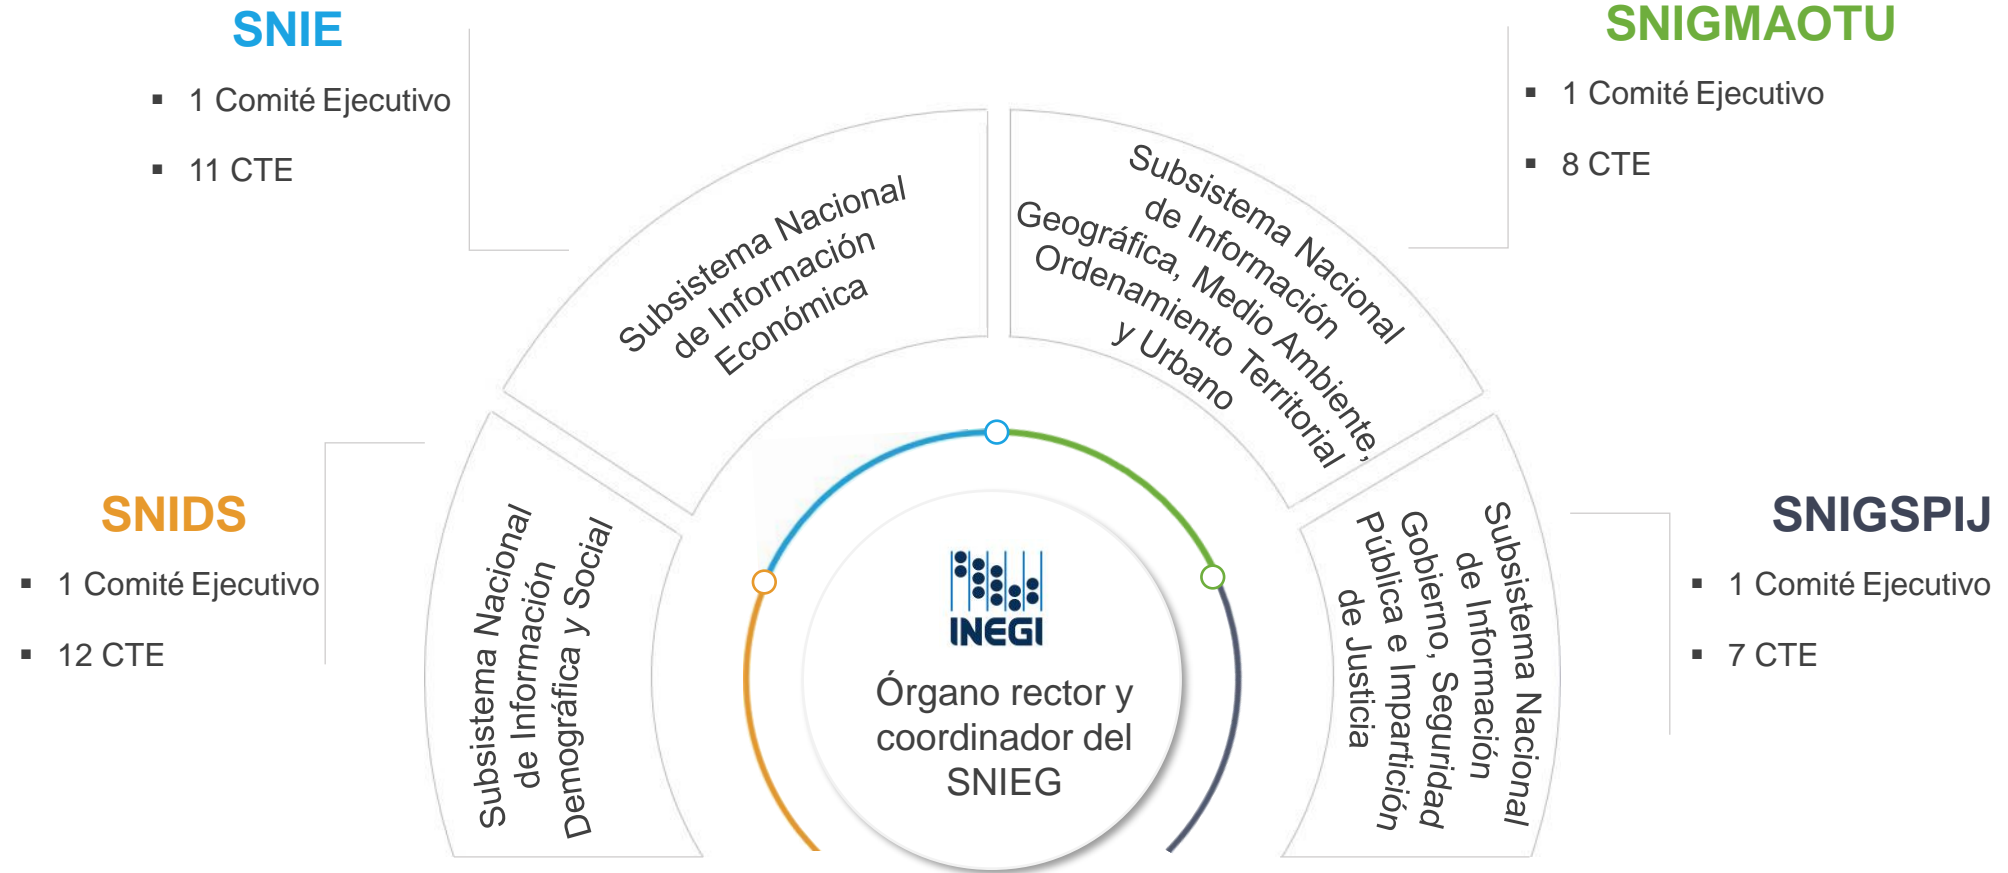 SNIE
▪ 1 Comité Ejecutivo
▪ 11 CTE
SNIGMAOTU
▪ 1 Comité Ejecutivo
▪ 8 CTE
Subsistema Nacional
de Información
Económica
Subsistema Nacional
de Información
Geográfica, Medio Ambiente,
Ordenamiento Territorial
y Urbano
SNIDS
▪ 1 Comité Ejecutivo
▪ 12 CTE
Subsistema Nacional
de Información
Demográfica y Social
INEGI
Órgano rector y
coordinador del
SNIEG
Subsistema Nacional
de Información
Gobierno, Seguridad
Pública e Impartición
de Justicia
SNIGSPIJ
▪ 1 Comité Ejecutivo
▪ 7 CTE